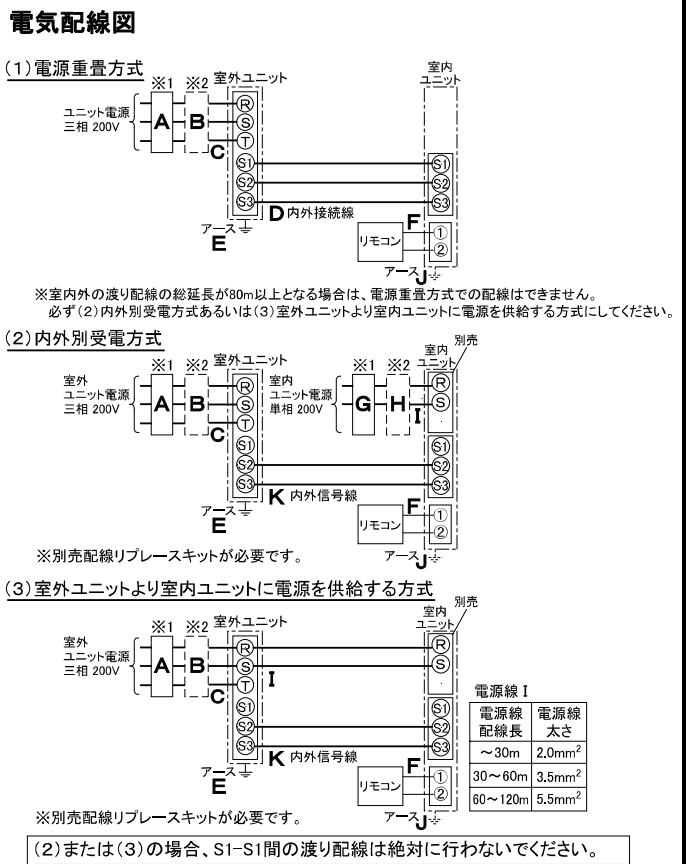 電気配線図
(1)電源重畳方式
※1 ※2 室外ユニット
室内
ユニット
ユニット電源
三相 200V
A
B
C
R
S
T
S1
S2
S3
S1
S2
S3
D内外接続線
アース
E
リモコン
F
①
②
アース
J
※室内外の渡り配線の総延長が80m以上となる場合は、電源重畳方式での配線はできません。
必ず(2)内外別受電方式あるいは(3)室外ユニットより室内ユニットに電源を供給する方式にしてください。
(2)内外別受電方式
※1 ※2 室外ユニット
※1 ※2
室内
ユニット
別売
室外
ユニット電源
三相 200V
A
B
C
R
S
T
S1
S2
S3
室内
ユニット電源
単相 200V
G
H
I
R
S
S1
S2
S3
K 内外信号線
アース
E
リモコン
F
①
②
アース
J
※別売配線リプレースキットが必要です。
(3)室外ユニットより室内ユニットに電源を供給する方式
※1 ※2 室外ユニット
室内
ユニット
別売
室外
ユニット電源
三相 200V
A
B
C
R
S
T
S1
S2
S3
I
R
S
S1
S2
S3
K 内外信号線
アース
E
リモコン
F
①
②
アース
J
電源線 I
電源線配線長 電源線太さ
～30m 2.0mm²
30～60m 3.5mm²
60～120m 5.5mm²
※別売配線リプレースキットが必要です。
(2)または(3)の場合、S1-S1間の渡り配線は絶対に行わないでください。